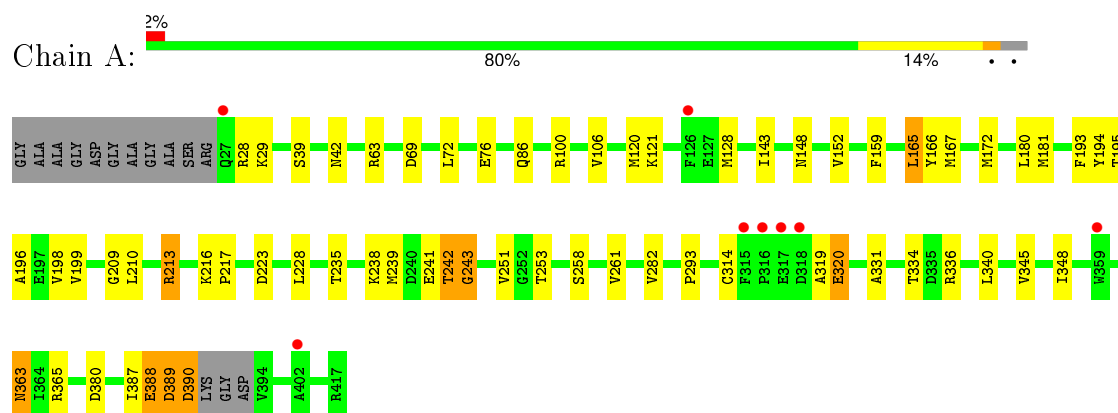 2%
Chain A:
80% 14% • •
GLY ALA ALA GLY ASP GLY ALA GLY ALA SER ARG Q27 R28 K29 S39 N42 R63 D69 L72 E76 Q86 R100 V106 M120 K121 F126 E127 M128 I143 N148 V152 F159 L165 Y166 M167 M172 L180 M181 F193 Y194 T195
A196 E197 V198 V199 G209 L210 R213 K216 P217 D223 L228 T235 K238 M239 D240 E241 T242 G243 V251 G252 T253 S258 V261 V282 P293 C314 F315 P316 E317 D318 A319 E320 A331 T334 D335 R336 L340 V345 I348 W359
N363 I364 R365 D380 I387 E388 D389 D390 LYS GLY ASP V394 A402 R417